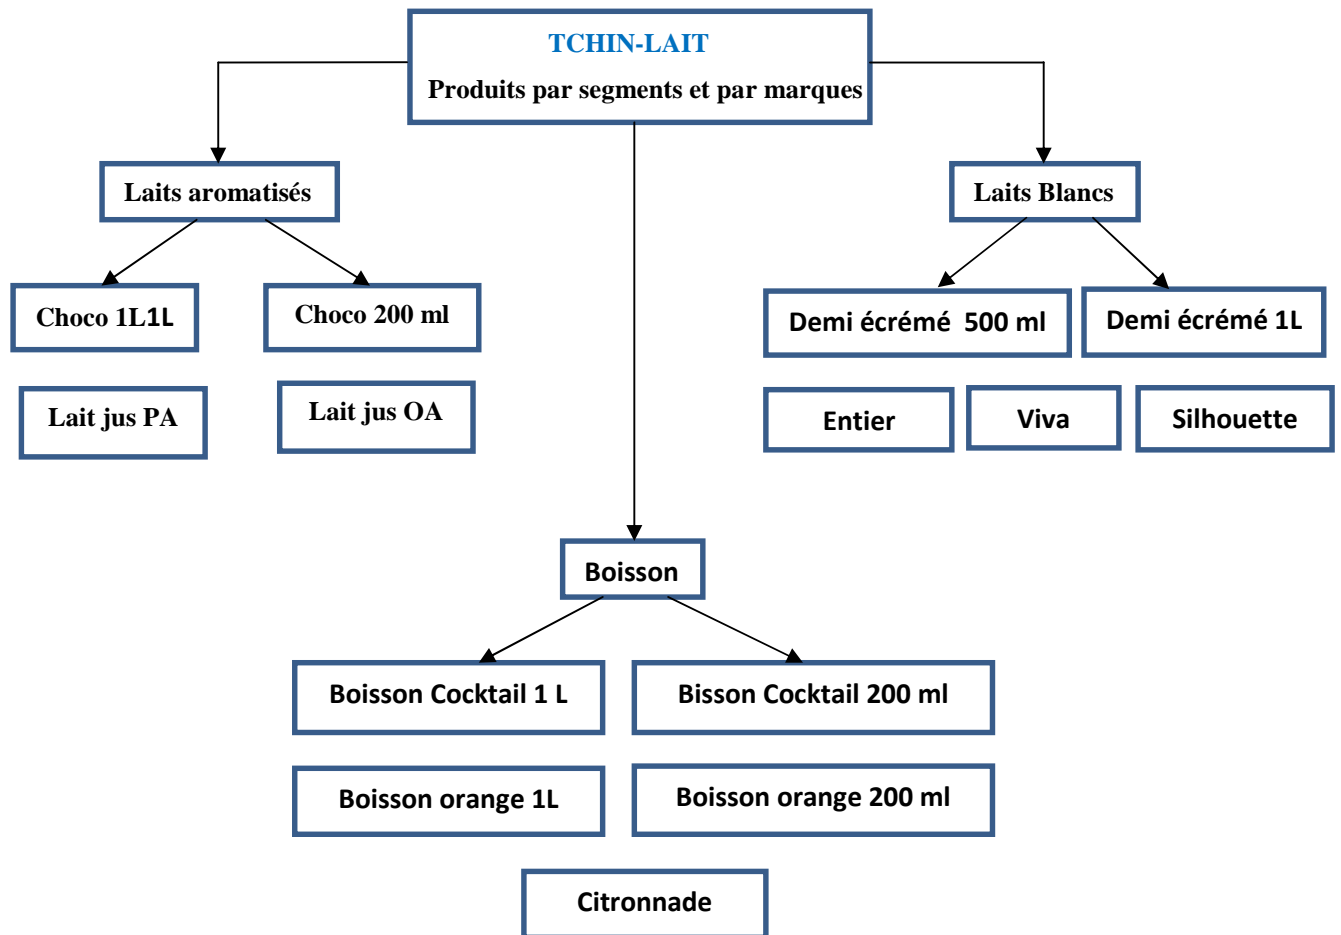 TCHIN-LAIT
Produits par segments et par marques
Laits aromatisés
Laits Blancs
Choco 1L1L
Choco 200 ml
Demi écrémé  500 ml
Demi écrémé 1L
Lait jus PA
Lait jus OA
Entier
Viva
Silhouette
Boisson
Boisson Cocktail 1 L
Bisson Cocktail 200 ml
Boisson orange 1L
Boisson orange 200 ml
Citronnade